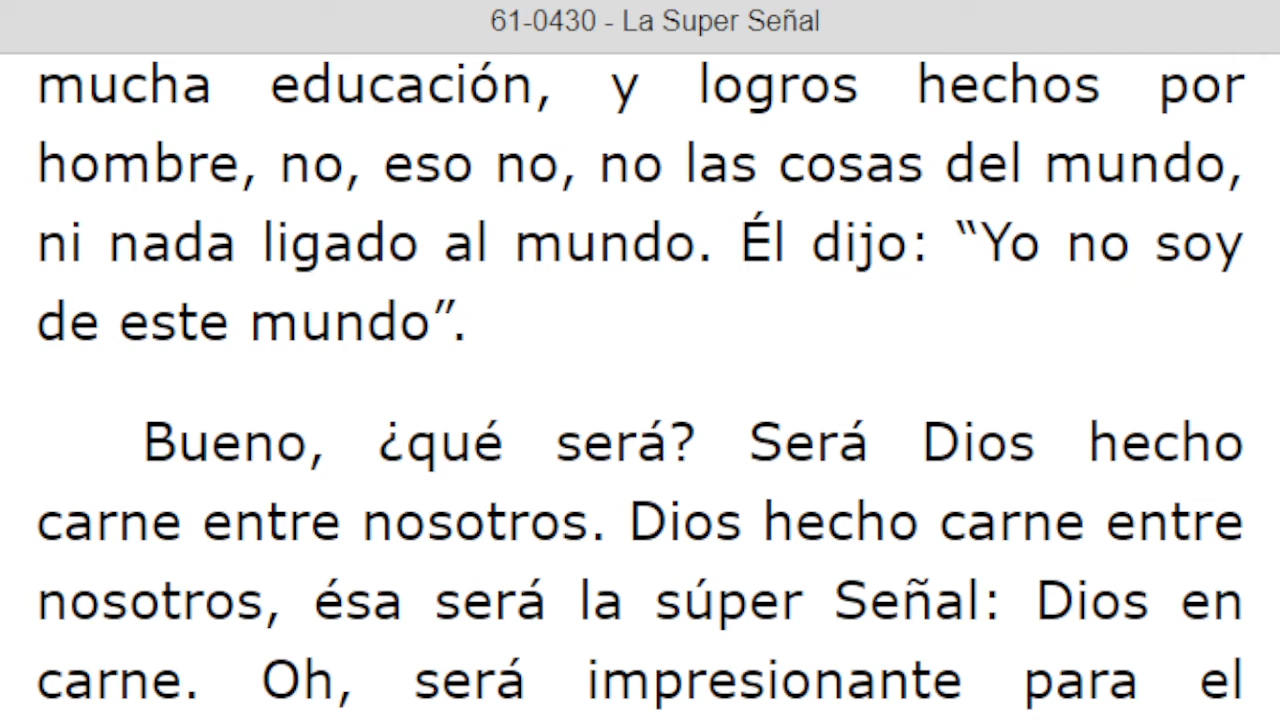 61-0430 - La Super Señal
mucha educación, y logros hechos por
hombre, no, eso no, no las cosas del mundo,
ni nada ligado al mundo. Él dijo: “Yo no soy
de este mundo”.
Bueno, ¿qué será? Será Dios hecho
carne entre nosotros. Dios hecho carne entre
nosotros, ésa será la súper Señal: Dios en
carne. Oh, será impresionante para el